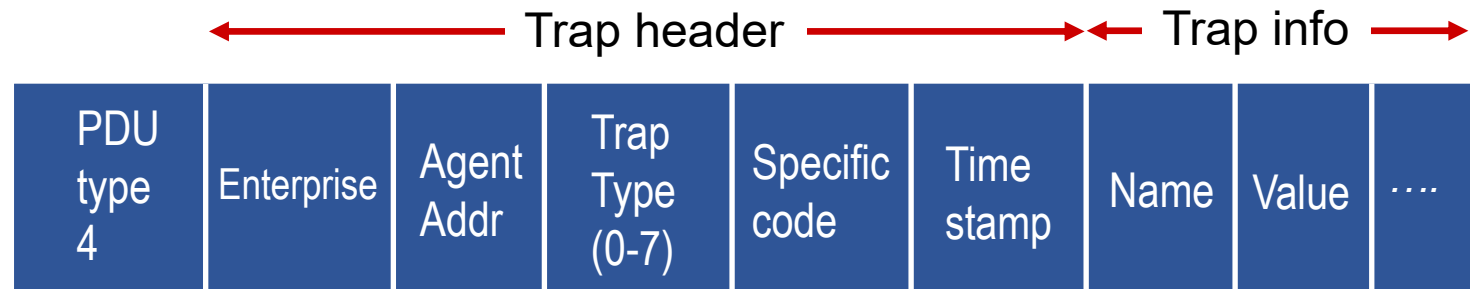 Trap header
Trap info
PDU
type
4
Enterprise
Agent
Addr
Trap
Type
(0-7)
Specific
code
Time
stamp
Name
Value
....